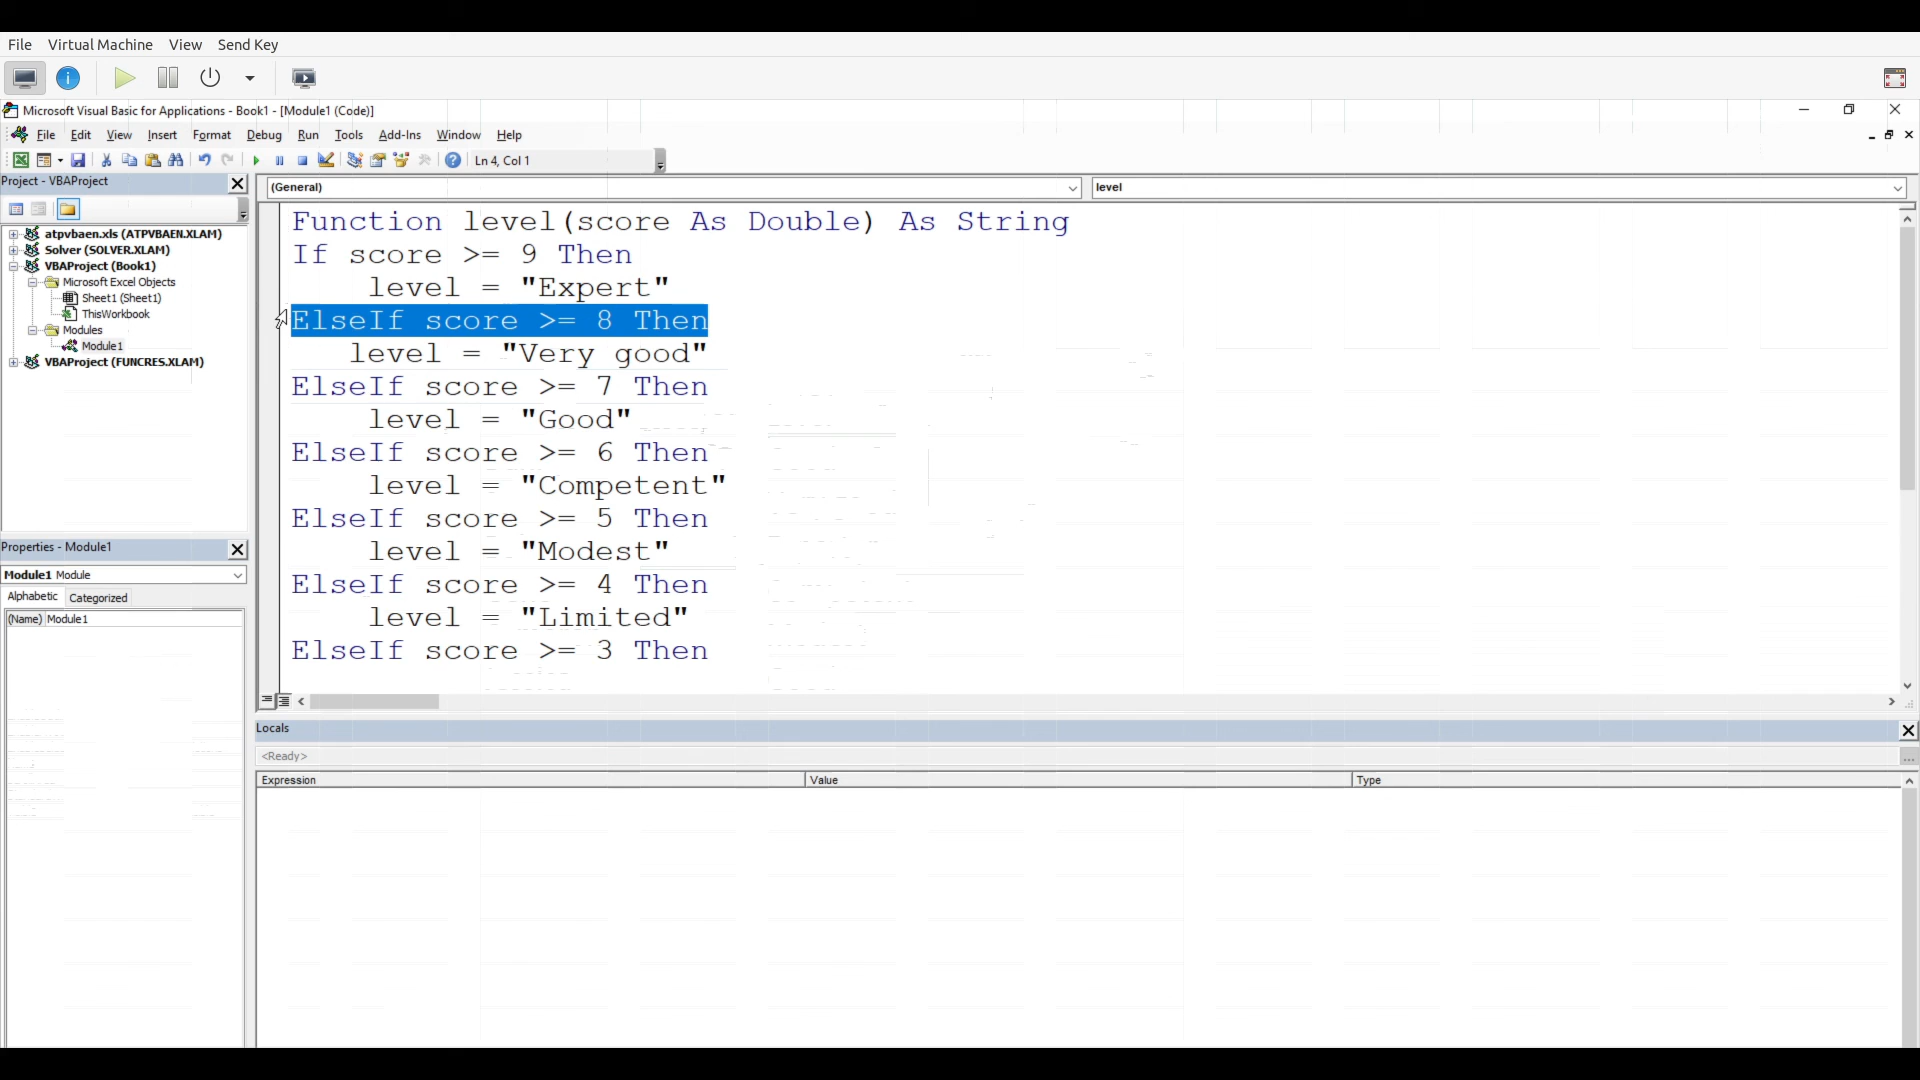 File Virtual Machine View Send Key
Microsoft Visual Basic for Applications - Book1 - [Module1 (Code)]
File Edit View Insert Format Debug Run Tools Add-Ins Window Help
Ln 4, Col 1
Project - VBAProject
atpvbaen.xls (ATPVBAEN.XLAM)
Solver (SOLVER.XLAM)
VBAProject (Book1)
Microsoft Excel Objects
Sheet1 (Sheet1)
ThisWorkbook
Modules
Module1
VBAProject (FUNCRES.XLAM)
Properties - Module1
Module1 Module
Alphabetic Categorized
(Name) Module1
(General) level
Function level(score As Double) As String
If score >= 9 Then
level = "Expert"
ElseIf score >= 8 Then
level = "Very good"
ElseIf score >= 7 Then
level = "Good"
ElseIf score >= 6 Then
level = "Competent"
ElseIf score >= 5 Then
level = "Modest"
ElseIf score >= 4 Then
level = "Limited"
ElseIf score >= 3 Then
Locals
<Ready>
Expression Value Type